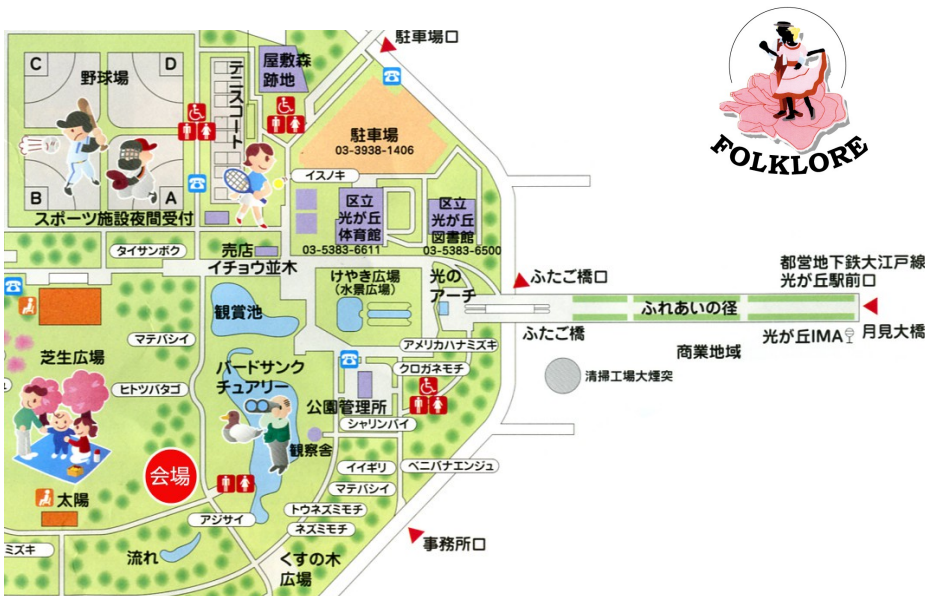 駐車場口
FOLKLORE
C
D
野球場
テニスコート
屋敷森
跡地
駐車場
03-3938-1406
B
A
イスノキ
区立
光が丘
体育館
03-5383-6611
区立
光が丘
図書館
03-5383-6500
スポーツ施設夜間受付
タイサンボク
売店
イチョウ並木
けやき広場
(水景広場)
光の
アーチ
ふたご橋口
都営地下鉄大江戸線
光が丘駅前口
ふれあいの径
ふたご橋
光が丘IMA
月見大橋
商業地域
清掃工場大煙突
観賞池
マテバシイ
芝生広場
アメリカハナミズキ
バードサンク
チュアリー
クロガネモチ
ヒトツバタゴ
公園管理所
シャリンバイ
観察舎
会場
イイギリ
ベニバナエンジュ
マテバシイ
太陽
アジサイ
トウネズミモチ
ネズミモチ
ミズキ
流れ
くすの木
広場
事務所口